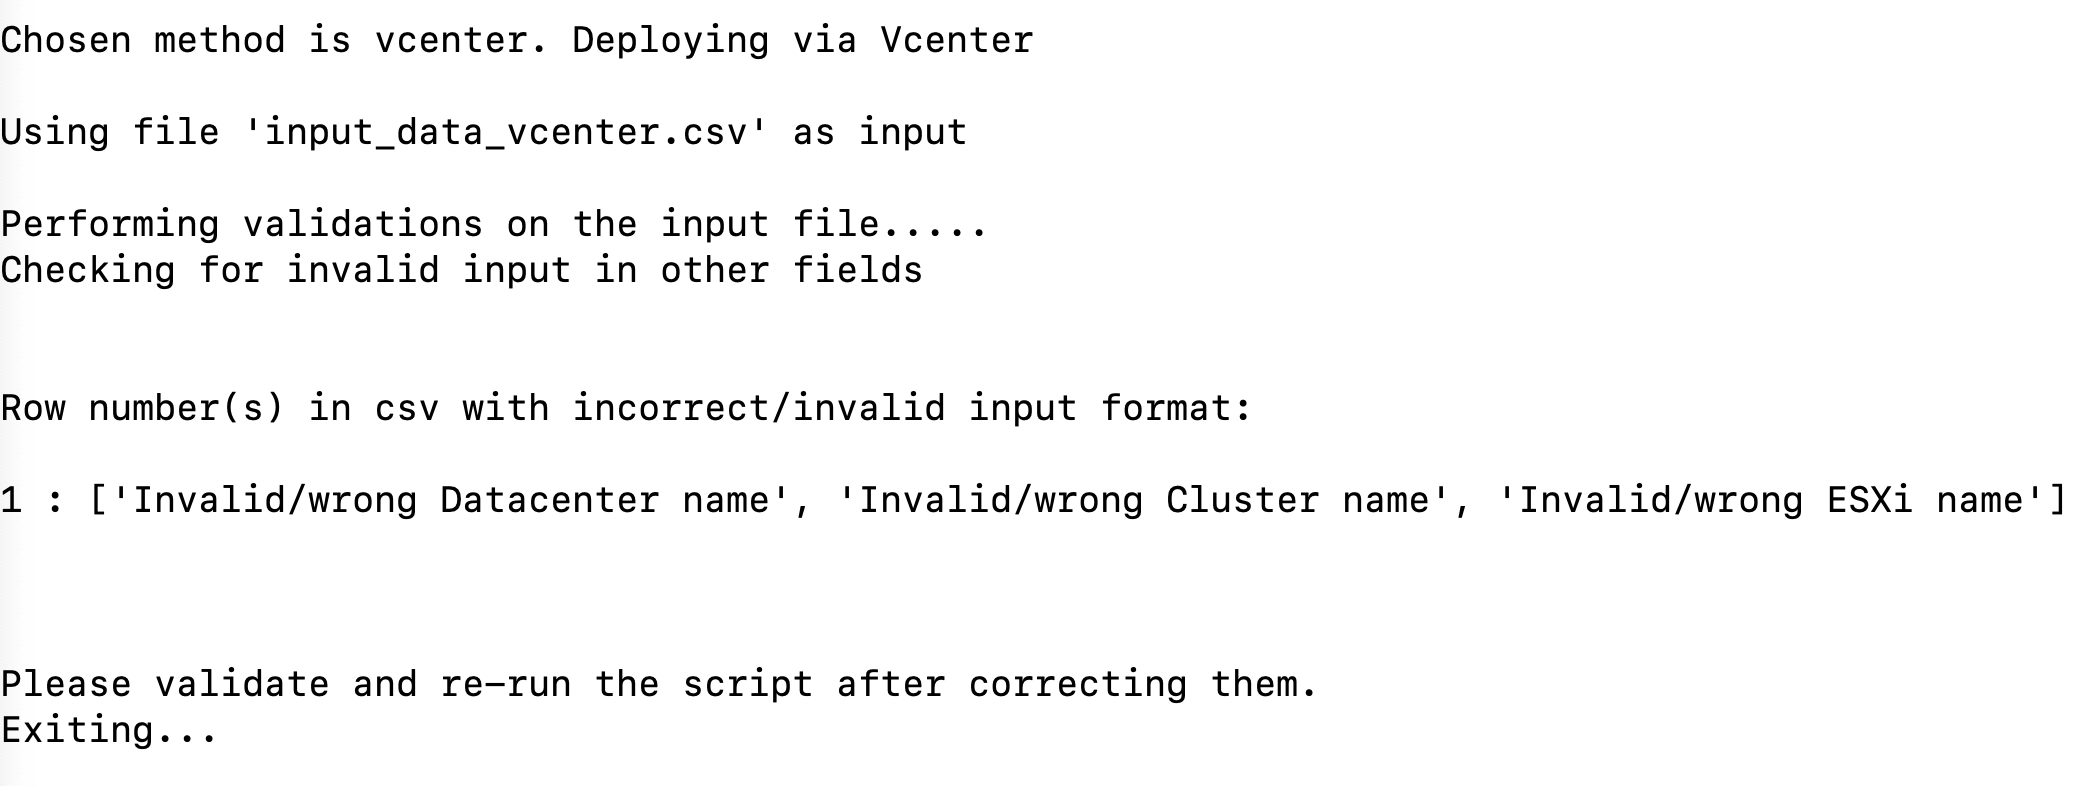 Chosen method is vcenter. Deploying via Vcenter
Using file 'input_data_vcenter.csv' as input
Performing validations on the input file.....
Checking for invalid input in other fields
Row number(s) in csv with incorrect/invalid input format:
1 : ['Invalid/wrong Datacenter name', 'Invalid/wrong Cluster name', 'Invalid/wrong ESXi name']
Please validate and re-run the script after correcting them.
Exiting...